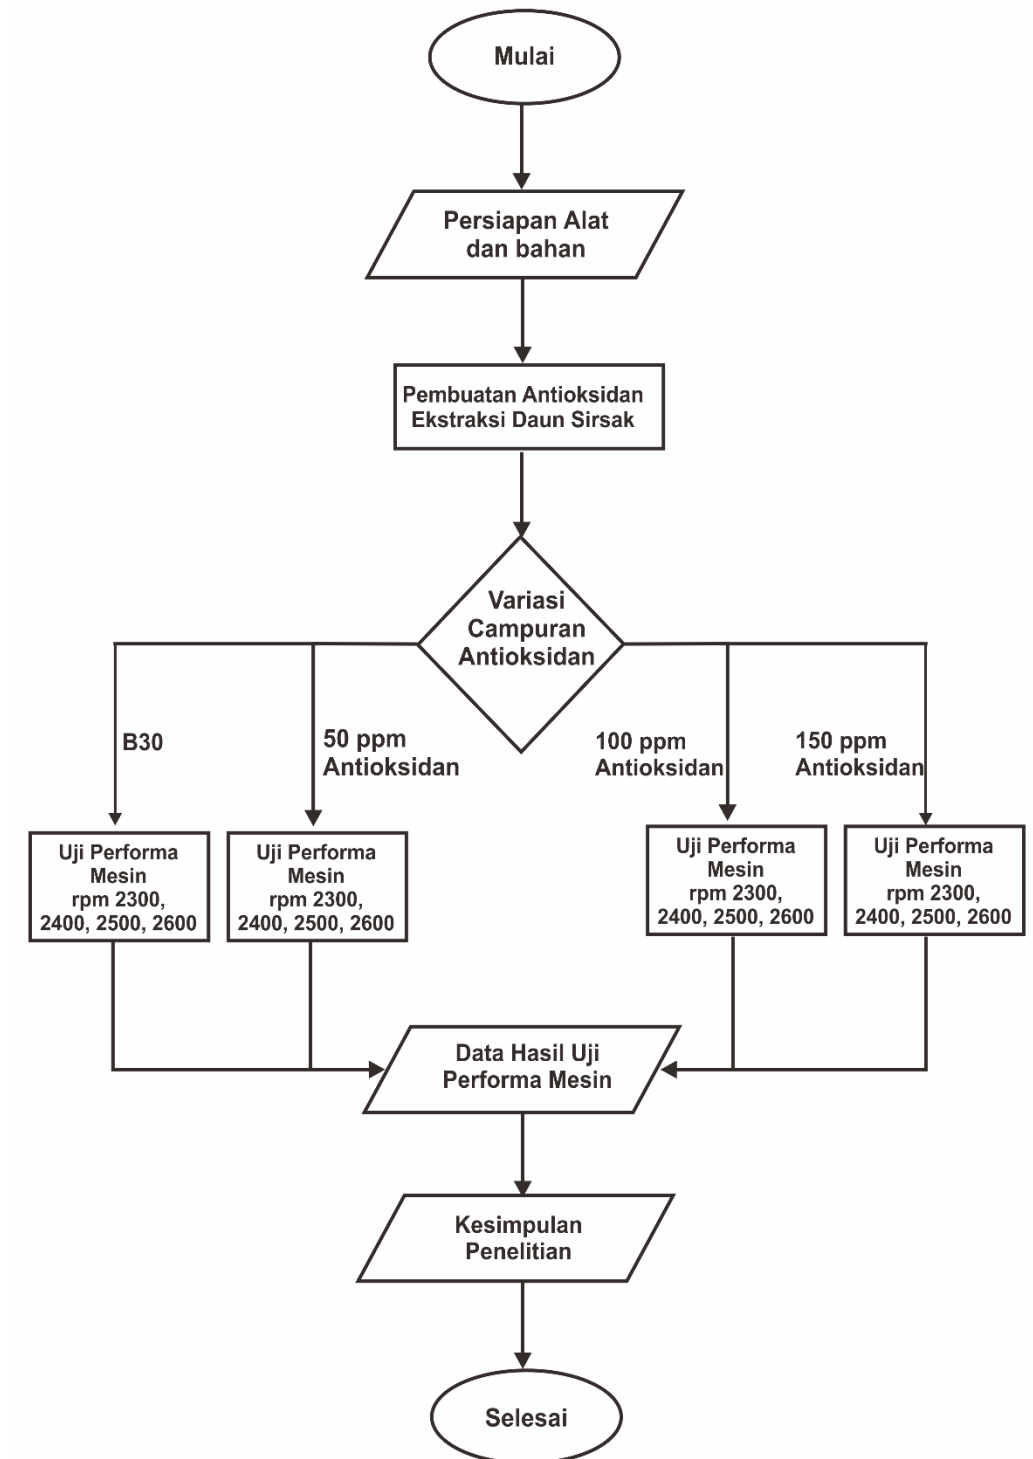 Mulai
Persiapan Alat
dan bahan
Pembuatan Antioksidan
Ekstraksi Daun Sirsak
Variasi
Campuran
Antioksidan
B30
50 ppm
Antioksidan
100 ppm
Antioksidan
150 ppm
Antioksidan
Uji Performa
Mesin
rpm 2300,
2400, 2500, 2600
Uji Performa
Mesin
rpm 2300,
2400, 2500, 2600
Uji Performa
Mesin
rpm 2300,
2400, 2500, 2600
Uji Performa
Mesin
rpm 2300,
2400, 2500, 2600
Data Hasil Uji
Performa Mesin
Kesimpulan
Penelitian
Selesai